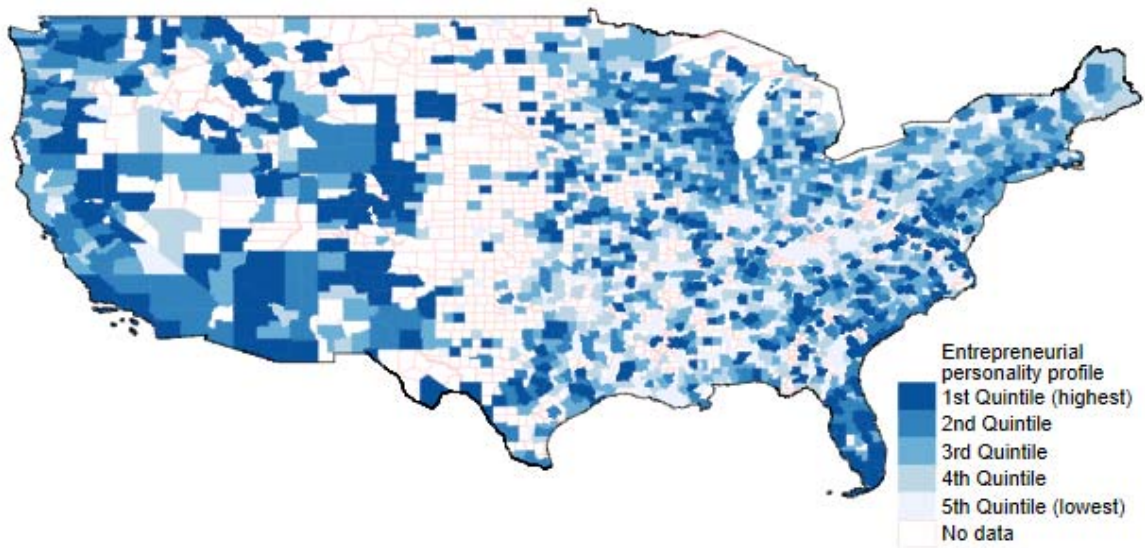 Entrepreneurial
personality profile
1st Quintile (highest)
2nd Quintile
3rd Quintile
4th Quintile
5th Quintile (lowest)
No data